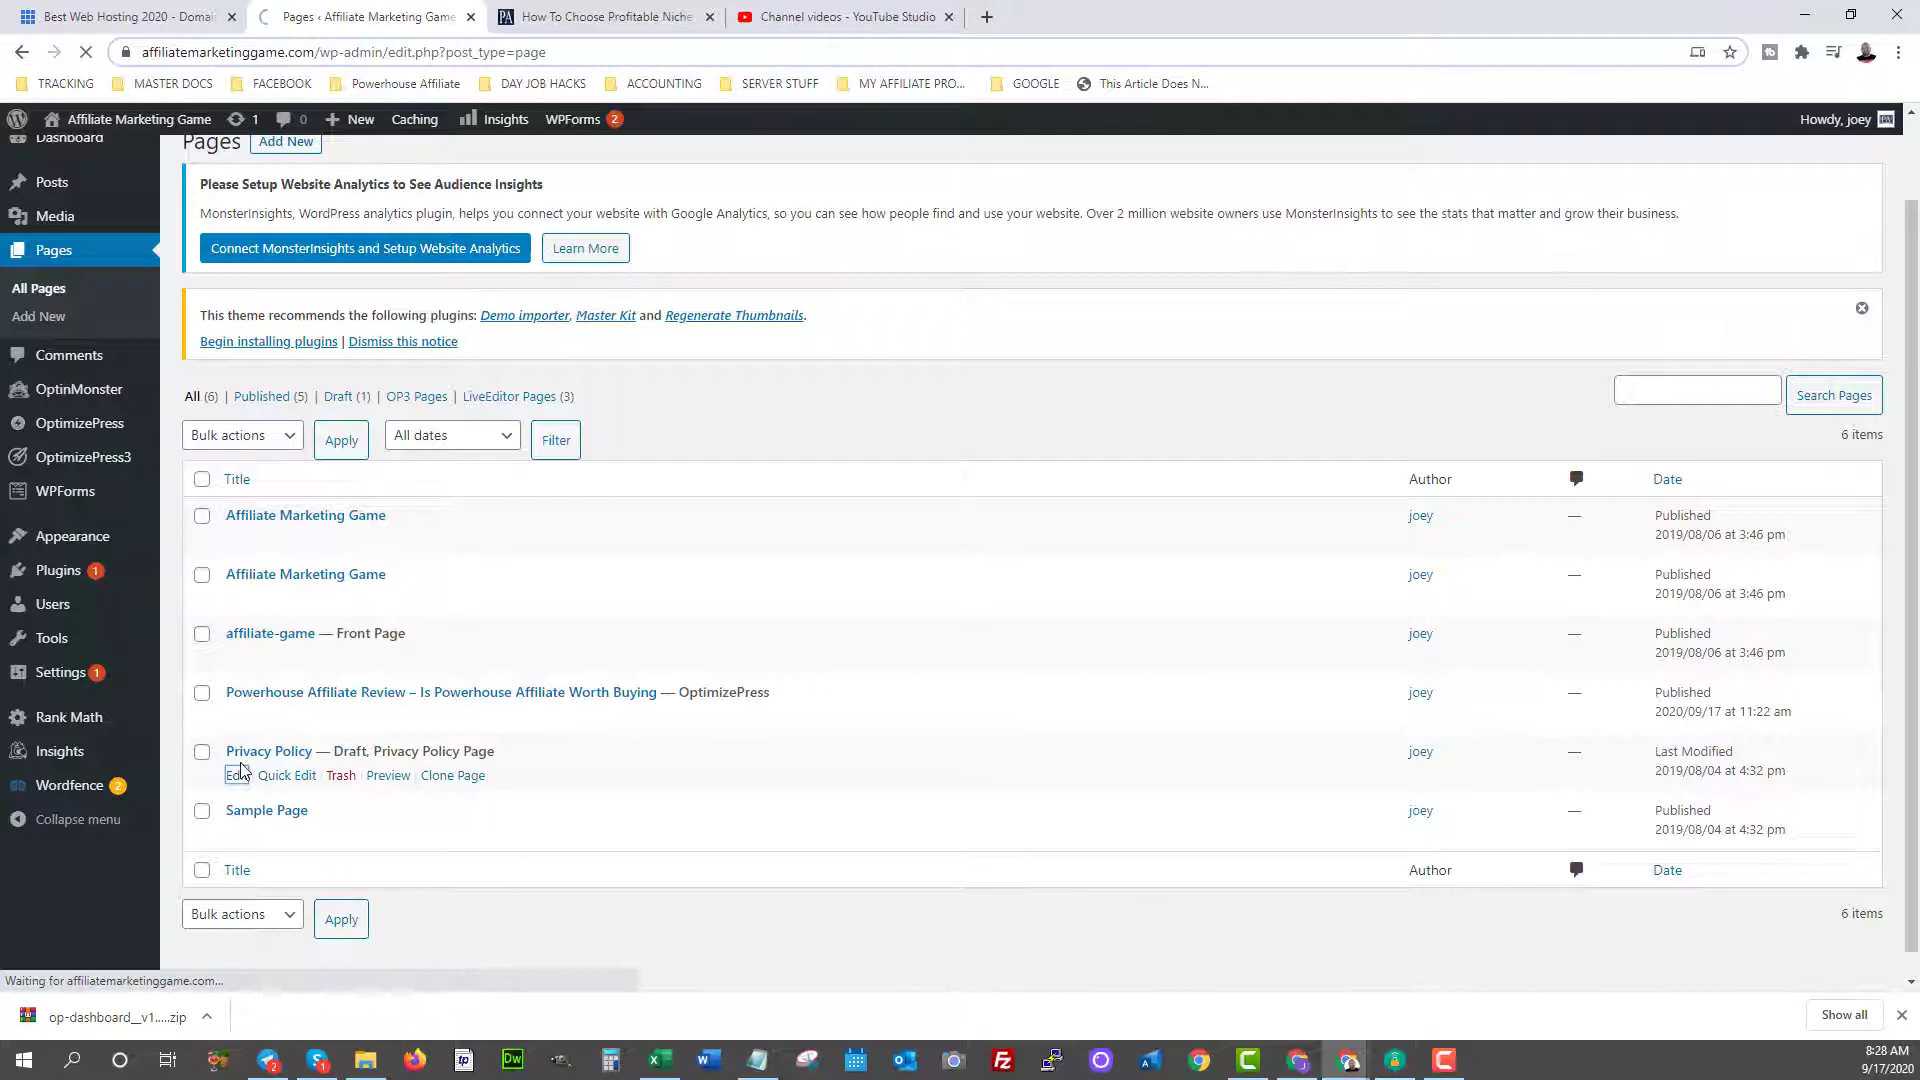 Best Web Hosting 2020 - Domai
Pages ‹ Affiliate Marketing Game
How To Choose Profitable Niche
Channel videos - YouTube Studio
affiliatemarketinggame.com/wp-admin/edit.php?post_type=page
TRACKING
MASTER DOCS
FACEBOOK
Powerhouse Affiliate
DAY JOB HACKS
ACCOUNTING
SERVER STUFF
MY AFFILIATE PRO...
GOOGLE
This Article Does N...
Affiliate Marketing Game
1
0
New
Caching
Insights
WPForms 2
Howdy, joey
Dashboard
Posts
Media
Pages
All Pages
Add New
Comments
OptinMonster
OptimizePress
OptimizePress3
WPForms
Appearance
Plugins 1
Users
Tools
Settings 1
Rank Math
Insights
Wordfence 2
Collapse menu
Pages Add New
Please Setup Website Analytics to See Audience Insights
MonsterInsights, WordPress analytics plugin, helps you connect your website with Google Analytics, so you can see how people find and use your website. Over 2 million website owners use MonsterInsights to see the stats that matter and grow their business.
Connect MonsterInsights and Setup Website Analytics
Learn More
This theme recommends the following plugins: Demo importer, Master Kit and Regenerate Thumbnails.
Begin installing plugins | Dismiss this notice
All (6) | Published (5) | Draft (1) | OP3 Pages | LiveEditor Pages (3)
Search Pages
Bulk actions
Apply
All dates
Filter
6 items
Title
Author
Date
Affiliate Marketing Game
joey
—
Published
2019/08/06 at 3:46 pm
Affiliate Marketing Game
joey
—
Published
2019/08/06 at 3:46 pm
affiliate-game — Front Page
joey
—
Published
2019/08/06 at 3:46 pm
Powerhouse Affiliate Review – Is Powerhouse Affiliate Worth Buying — OptimizePress
joey
—
Published
2020/09/17 at 11:22 am
Privacy Policy — Draft, Privacy Policy Page
Quick Edit | Trash | Preview | Clone Page
joey
—
Last Modified
2019/08/04 at 4:32 pm
Sample Page
joey
—
Published
2019/08/04 at 4:32 pm
Title
Author
Date
Bulk actions
Apply
6 items
Waiting for affiliatemarketinggame.com...
op-dashboard__v1.....zip
Show all
8:28 AM
9/17/2020